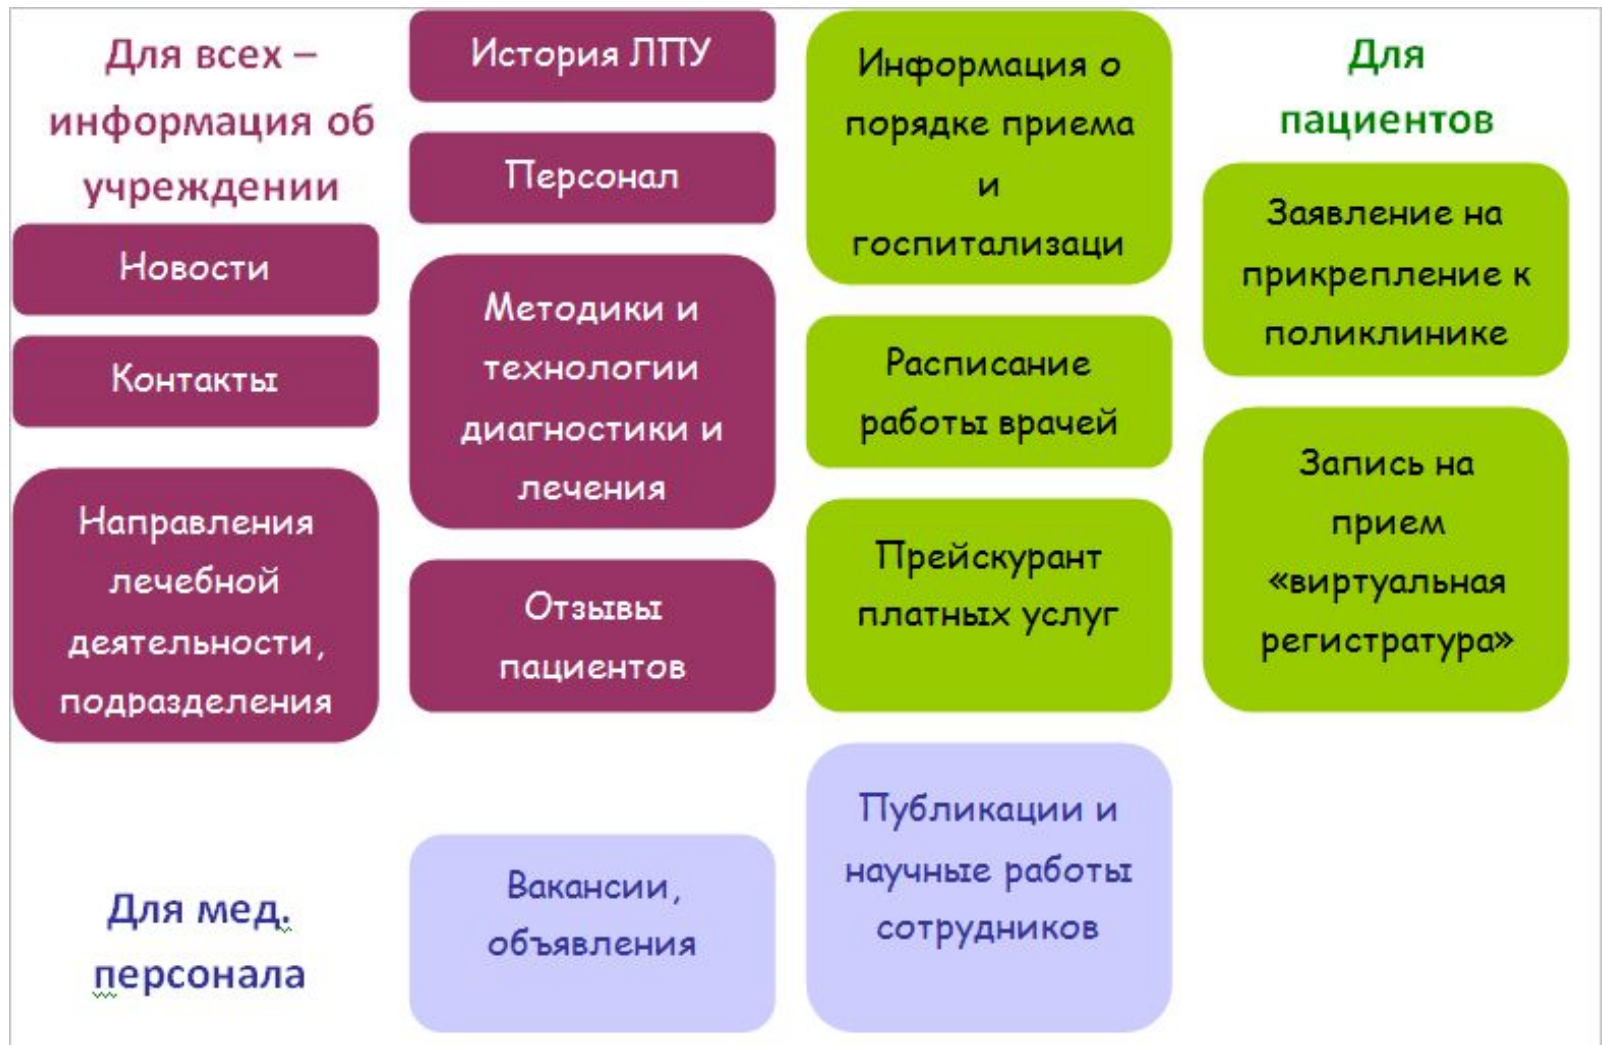 Для всех –
информация об
учреждении
Новости
Контакты
Направления
лечебной
деятельности,
подразделения
История ЛПУ
Персонал
Методики и
технологии
диагностики и
лечения
Отзывы
пациентов
Информация о
порядке приема
и
госпитализаци
Расписание
работы врачей
Прейскурант
платных услуг
Для
пациентов
Заявление на
прикрепление к
поликлинике
Запись на
прием
«виртуальная
регистратура»
Для мед.
персонала
Вакансии,
объявления
Публикации и
научные работы
сотрудников